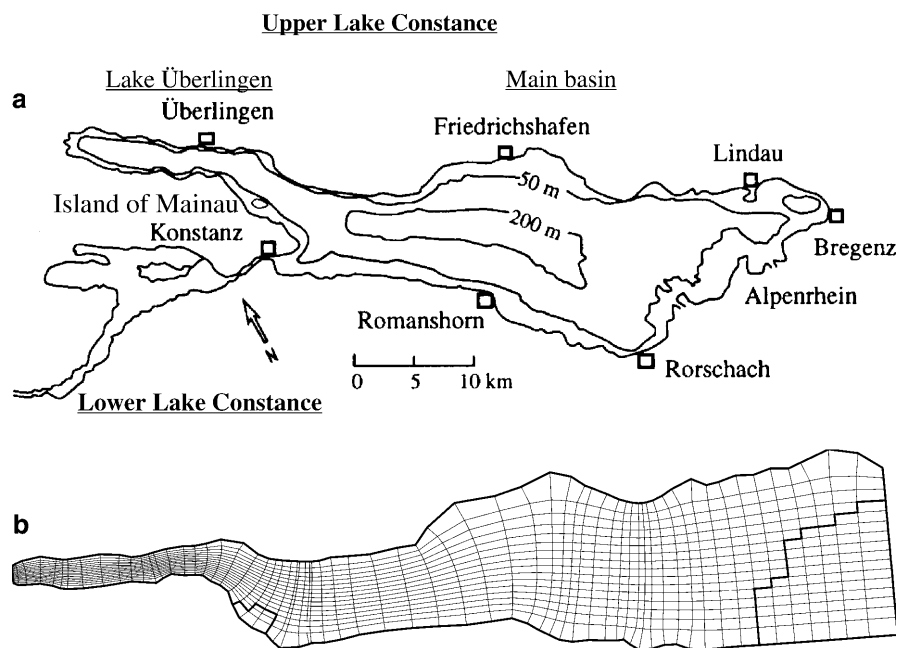 Upper Lake Constance
Lake Überlingen
Main basin
a
Überlingen
Friedrichshafen
Lindau
50 m
Island of Mainau
200 m
Konstanz
Bregenz
Alpenrhein
N
Romanshorn
Rorschach
0 5 10 km
Lower Lake Constance
b